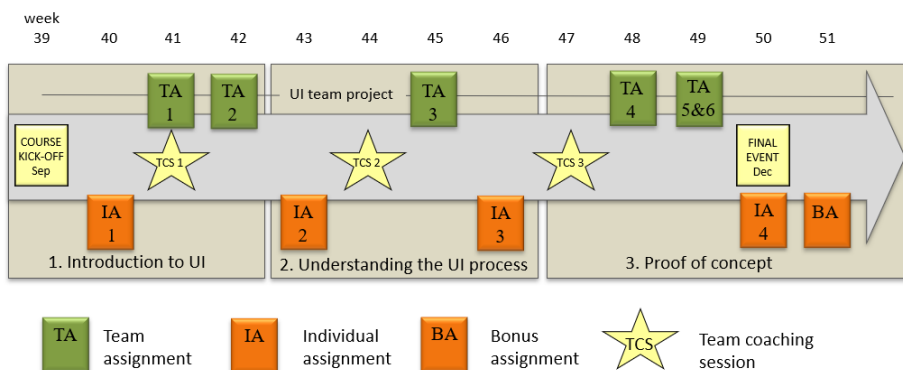 week
39 40 41 42 43 44 45 46 47 48 49 50 51
TA
1
TA
2
UI team project
TA
3
TA
4
TA
5&6
COURSE
KICK-OFF
Sep
TCS 1
TCS 2
TCS 3
FINAL
EVENT
Dec
IA
1
IA
2
IA
3
IA
4
BA
1. Introduction to UI
2. Understanding the UI process
3. Proof of concept
TA
Team
assignment
IA
Individual
assignment
BA
Bonus
assignment
TCS
Team coaching
session